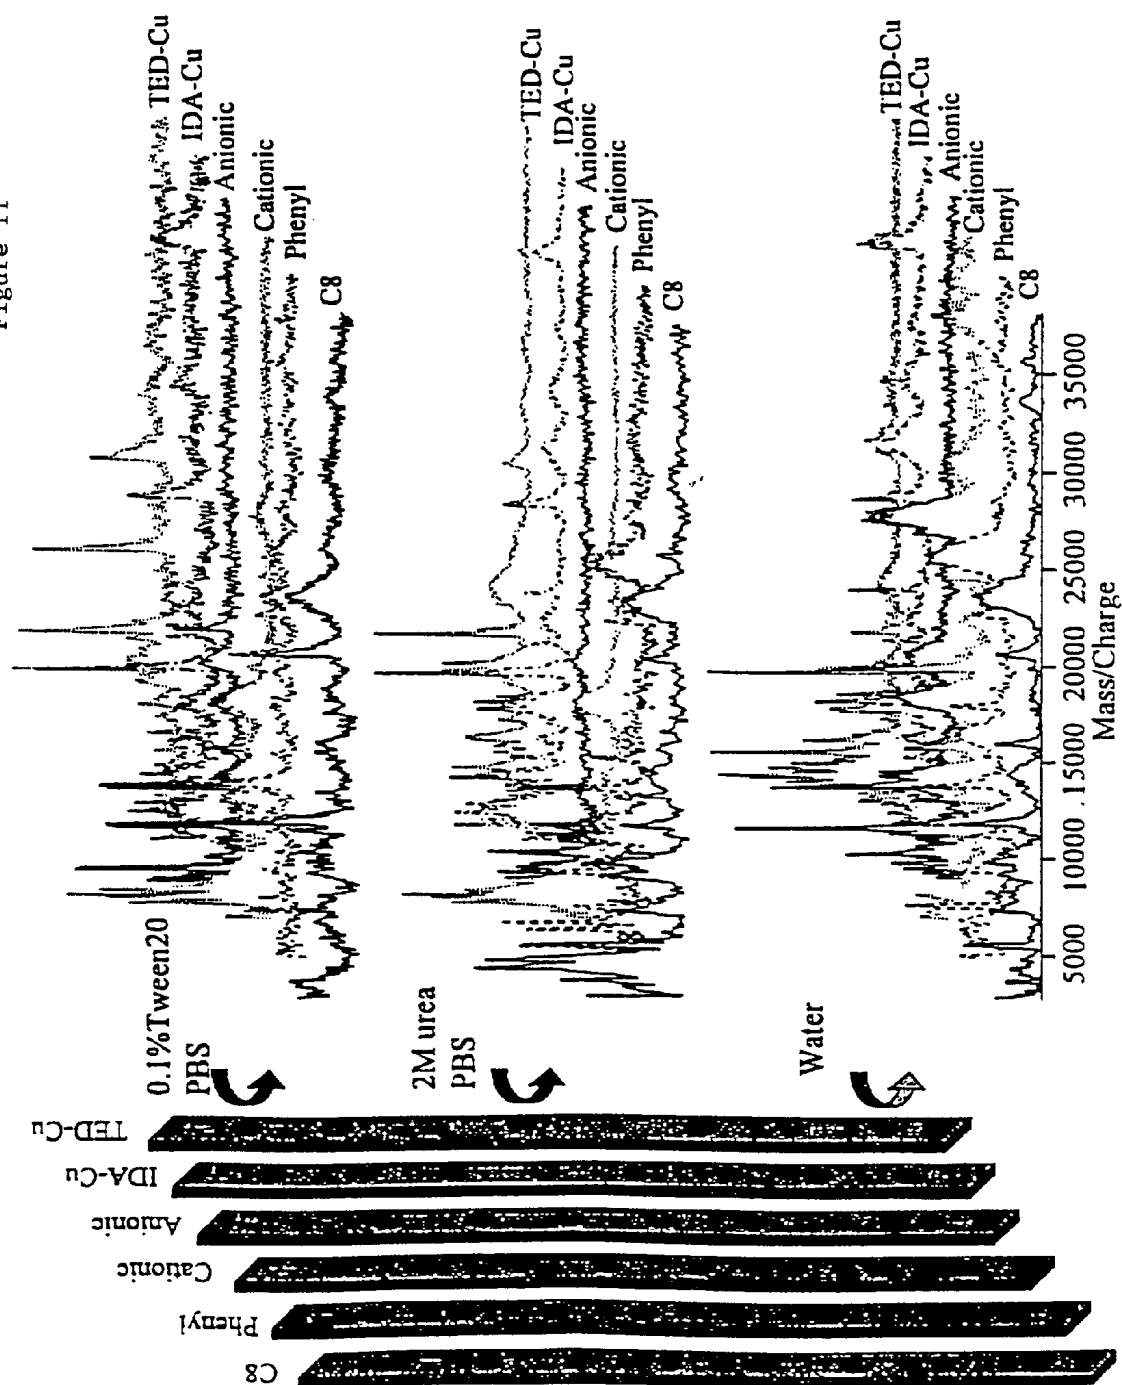 Figure 11
TED-Cu
IDA-Cu
Anionic
Cationic
Phenyl
C8
0.1%Tween20
PBS
TED-Cu
IDA-Cu
Anionic
Cationic
Phenyl
C8
2M urea
PBS
TED-Cu
IDA-Cu
Anionic
Cationic
Phenyl
C8
Water
TED-Cu
IDA-Cu
Anionic
Cationic
Phenyl
C8
5000 10000 15000 20000 25000 30000 35000
Mass/Charge